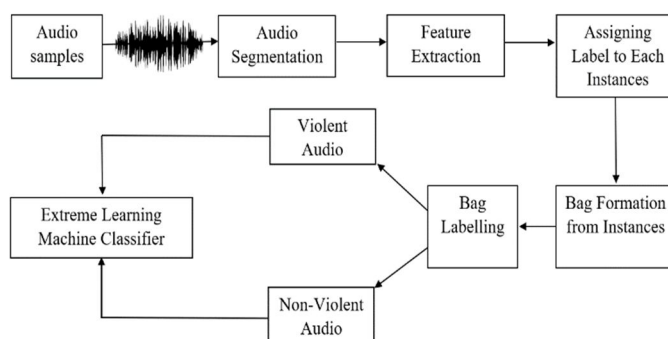 Audio
samples
Audio
Segmentation
Feature
Extraction
Assigning
Label to Each
Instances
Violent
Audio
Extreme Learning
Machine Classifier
Bag
Labelling
Bag Formation
from Instances
Non-Violent
Audio